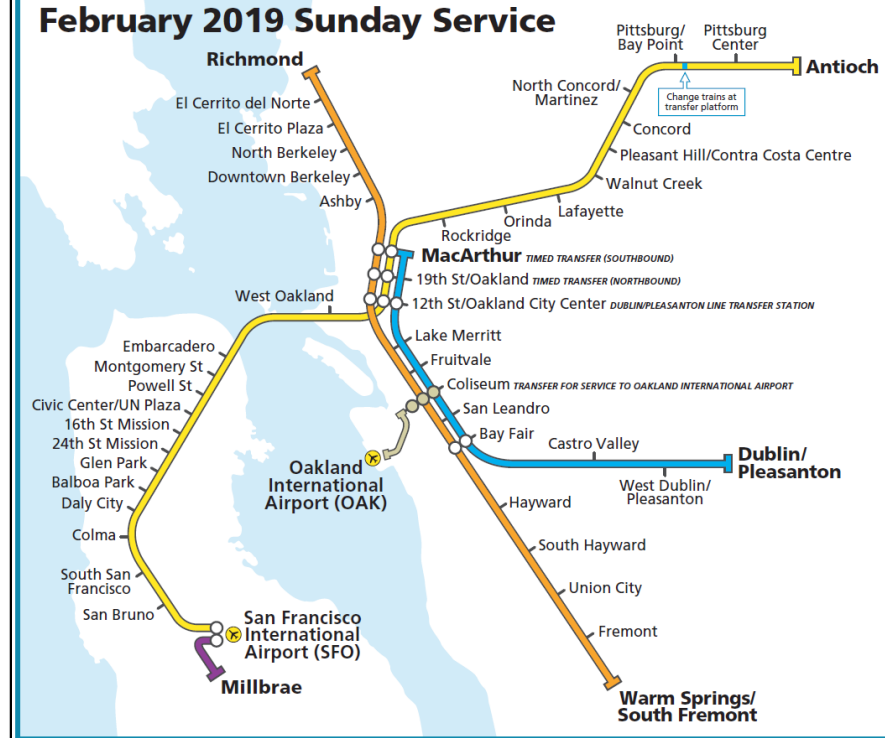 February 2019 Sunday Service
Richmond
El Cerrito del Norte
El Cerrito Plaza
North Berkeley
Downtown Berkeley
Ashby
Pittsburg/
Bay Point
Pittsburg
Center
Antioch
Change trains at
transfer platform
North Concord/
Martinez
Concord
Pleasant Hill/Contra Costa Centre
Walnut Creek
Lafayette
Orinda
Rockridge
MacArthur TIMED TRANSFER (SOUTHBOUND)
19th St/Oakland TIMED TRANSFER (NORTHBOUND)
12th St/Oakland City Center DUBLIN/PLEASANTON LINE TRANSFER STATION
West Oakland
Embarcadero
Montgomery St
Powell St
Civic Center/UN Plaza
16th St Mission
24th St Mission
Glen Park
Balboa Park
Daly City
Colma
South San
Francisco
San Bruno
San Francisco
International
Airport (SFO)
Millbrae
Lake Merritt
Fruitvale
Coliseum TRANSFER FOR SERVICE TO OAKLAND INTERNATIONAL AIRPORT
San Leandro
Bay Fair
Oakland
International
Airport (OAK)
Castro Valley
West Dublin/
Pleasanton
Dublin/
Pleasanton
Hayward
South Hayward
Union City
Fremont
Warm Springs/
South Fremont